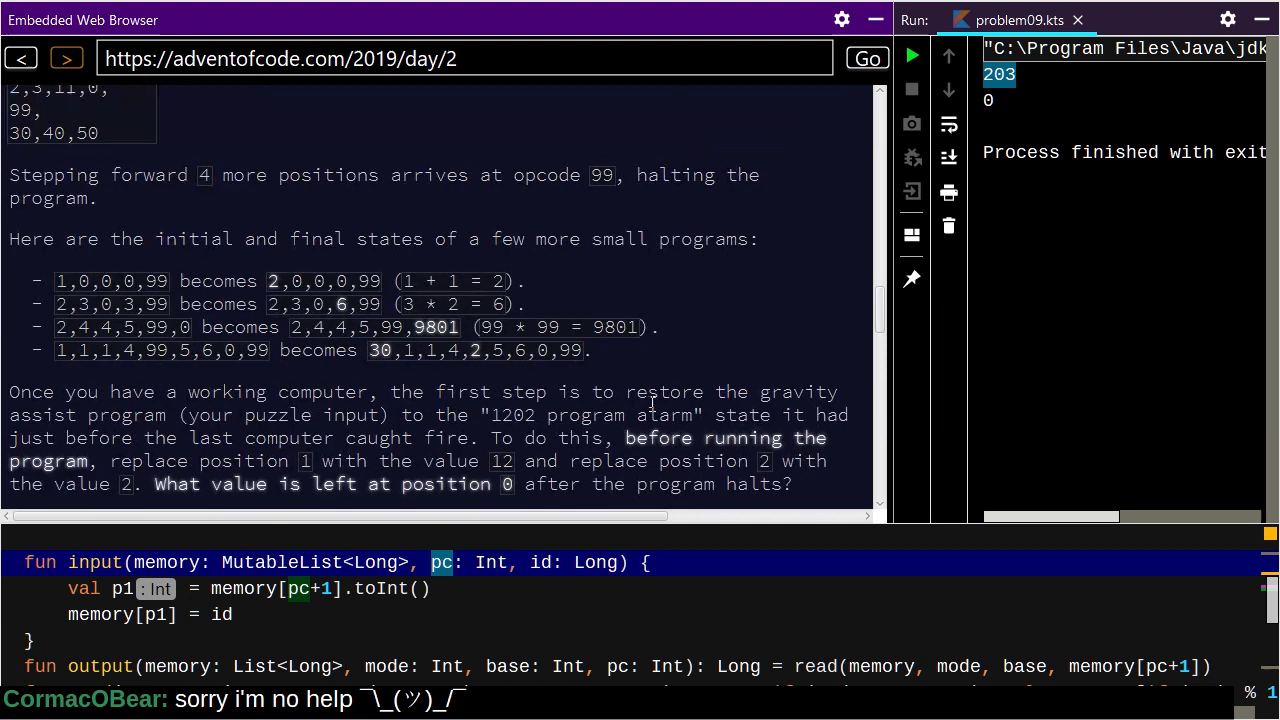 Embedded Web Browser
Run: problem09.kts
< > https://adventofcode.com/2019/day/2 Go
"C:\Program Files\Java\jdk
203
0
Process finished with exit
2,3,11,0,
99,
30,40,50
Stepping forward 4 more positions arrives at opcode 99, halting the
program.
Here are the initial and final states of a few more small programs:
- 1,0,0,0,99 becomes 2,0,0,0,99 (1 + 1 = 2).
- 2,3,0,3,99 becomes 2,3,0,6,99 (3 * 2 = 6).
- 2,4,4,5,99,0 becomes 2,4,4,5,99,9801 (99 * 99 = 9801).
- 1,1,1,4,99,5,6,0,99 becomes 30,1,1,4,2,5,6,0,99.
Once you have a working computer, the first step is to restore the gravity
assist program (your puzzle input) to the "1202 program alarm" state it had
just before the last computer caught fire. To do this, before running the
program, replace position 1 with the value 12 and replace position 2 with
the value 2. What value is left at position 0 after the program halts?
fun input(memory: MutableList<Long>, pc: Int, id: Long) {
val p1 : Int = memory[pc+1].toInt()
memory[p1] = id
}
fun output(memory: List<Long>, mode: Int, base: Int, pc: Int): Long = read(memory, mode, base, memory[pc+1])
CormacOBear: sorry i'm no help ¯\_(ツ)_/¯
% 1